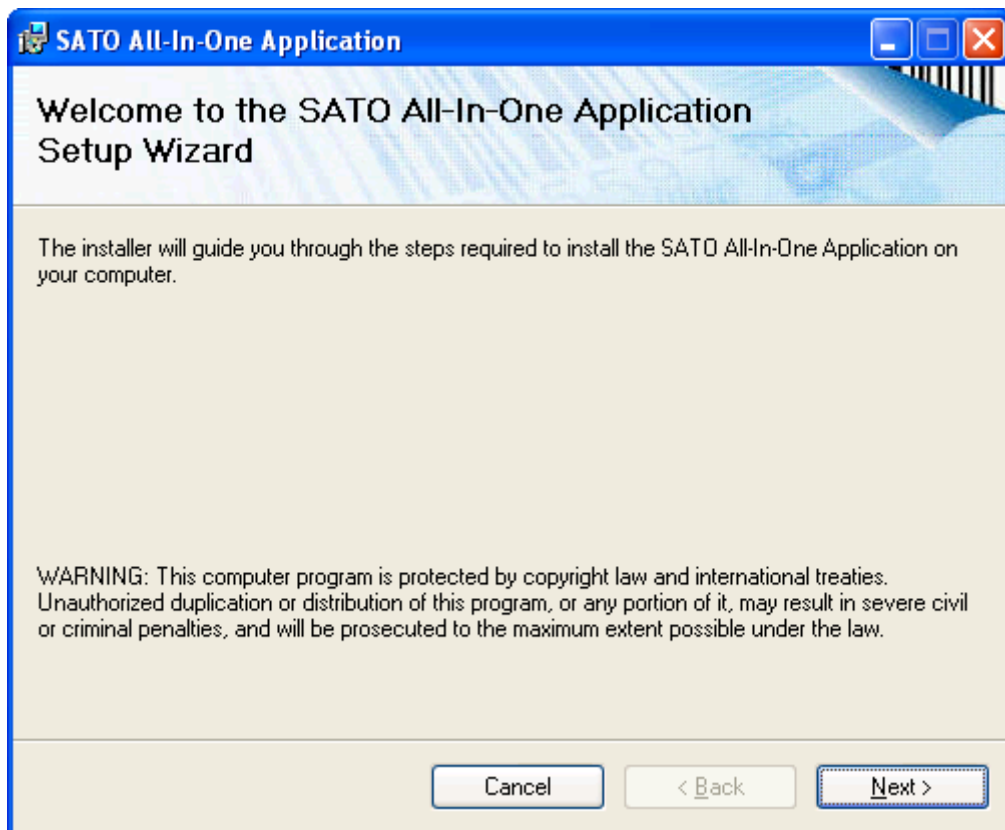 SATO All-In-One Application
Welcome to the SATO All-In-One Application
Setup Wizard
The installer will guide you through the steps required to install the SATO All-In-One Application on
your computer.
WARNING: This computer program is protected by copyright law and international treaties.
Unauthorized duplication or distribution of this program, or any portion of it, may result in severe civil
or criminal penalties, and will be prosecuted to the maximum extent possible under the law.
Cancel < Back Next >